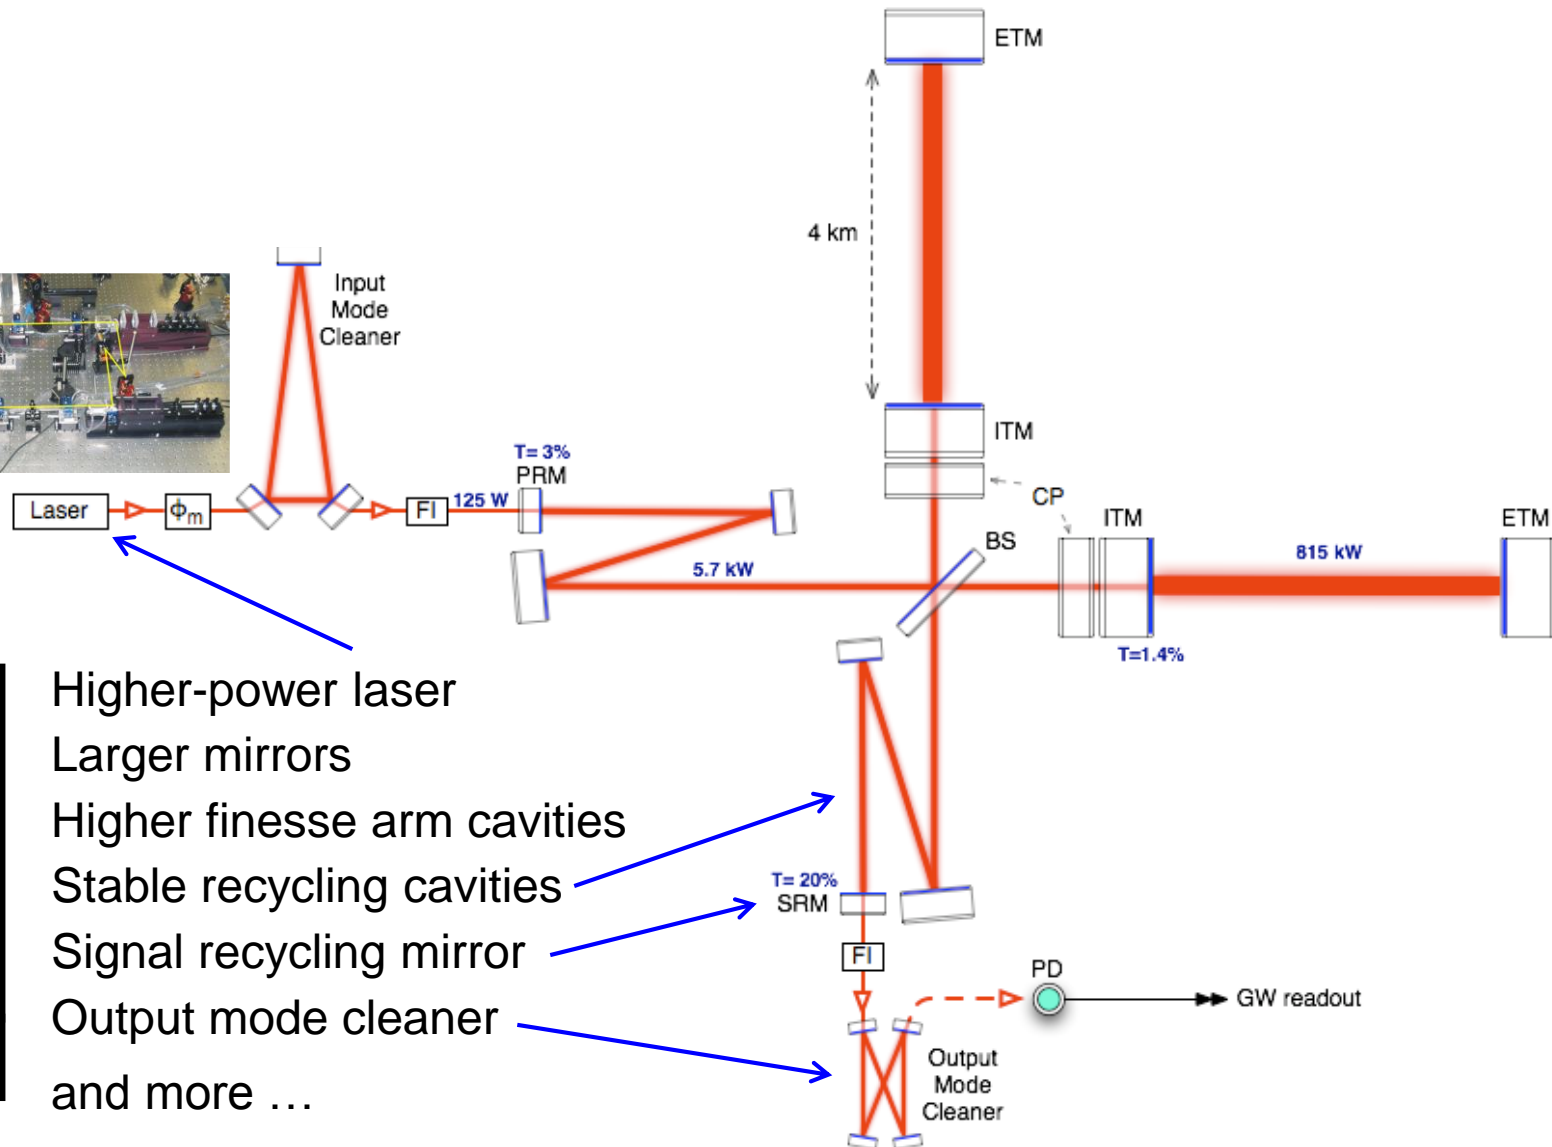 ETM
4 km
Input
Mode
Cleaner
ITM
T= 3%
PRM
CP
ITM
ETM
Laser
ϕm
FI
125 W
BS
815 kW
5.7 kW
T=1.4%
Higher-power laser
Larger mirrors
Higher finesse arm cavities
Stable recycling cavities
T= 20%
SRM
Signal recycling mirror
FI
PD
GW readout
Output mode cleaner
Output
Mode
Cleaner
and more …